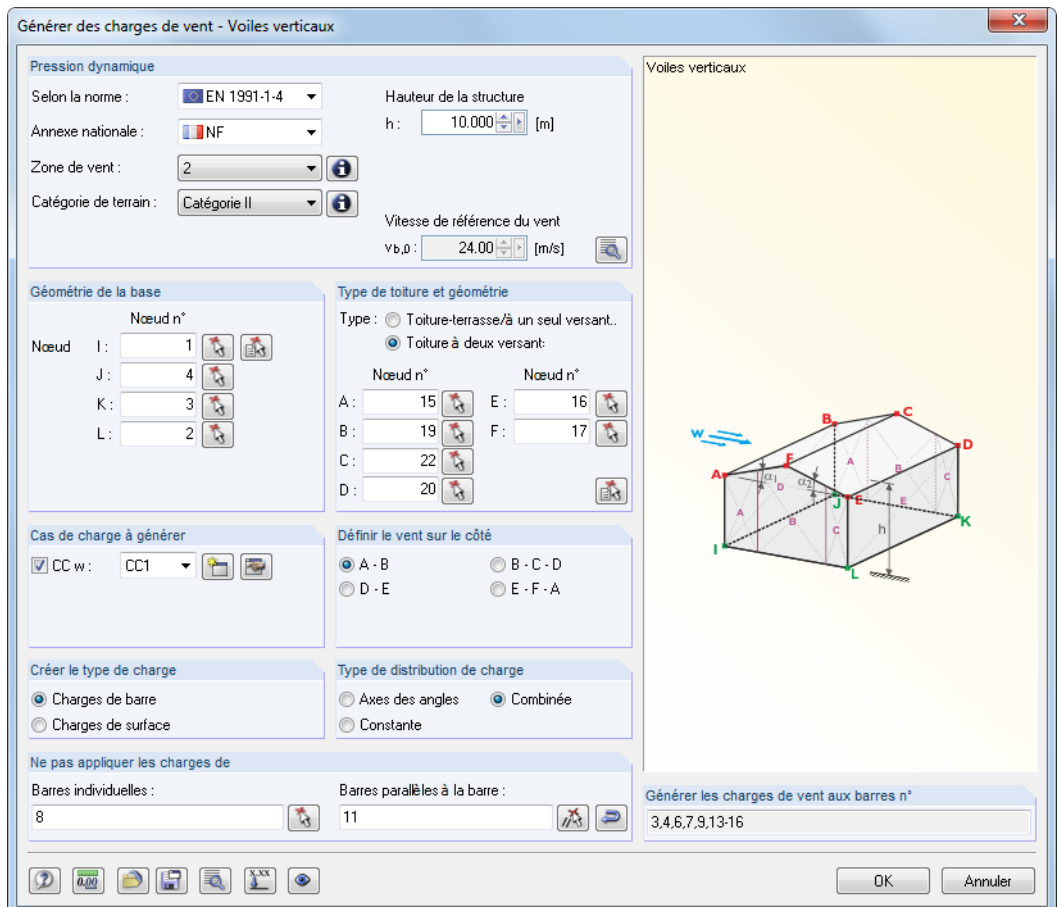 Générer des charges de vent - Voiles verticaux
Pression dynamique
Selon la norme :
EN 1991-1-4
Annexe nationale :
NF
Zone de vent :
2
Catégorie de terrain :
Catégorie II
Hauteur de la structure
h :
10.000
[m]
Vitesse de référence du vent
vb,0 :
24.00
[m/s]
Géométrie de la base
Nœud n°
Nœud
I :
1
J :
4
K :
3
L :
2
Type de toiture et géométrie
Type :
Toiture-terrasse/à un seul versant..
Toiture à deux versant:
Nœud n°
Nœud n°
A :
15
E :
16
B :
19
F :
17
C :
22
D :
20
Cas de charge à générer
CC w :
CC1
Définir le vent sur le côté
A - B
B - C - D
D - E
E - F - A
Créer le type de charge
Charges de barre
Charges de surface
Type de distribution de charge
Axes des angles
Combinée
Constante
Ne pas appliquer les charges de
Barres individuelles :
8
Barres parallèles à la barre :
11
Voiles verticaux
B
C
w
D
F
A
B
A
α1
D
α2
C
A
J
E
E
B
C
h
K
I
L
Générer les charges de vent aux barres n°
3,4,6,7,9,13-16
0.00
x.xx
OK
Annuler